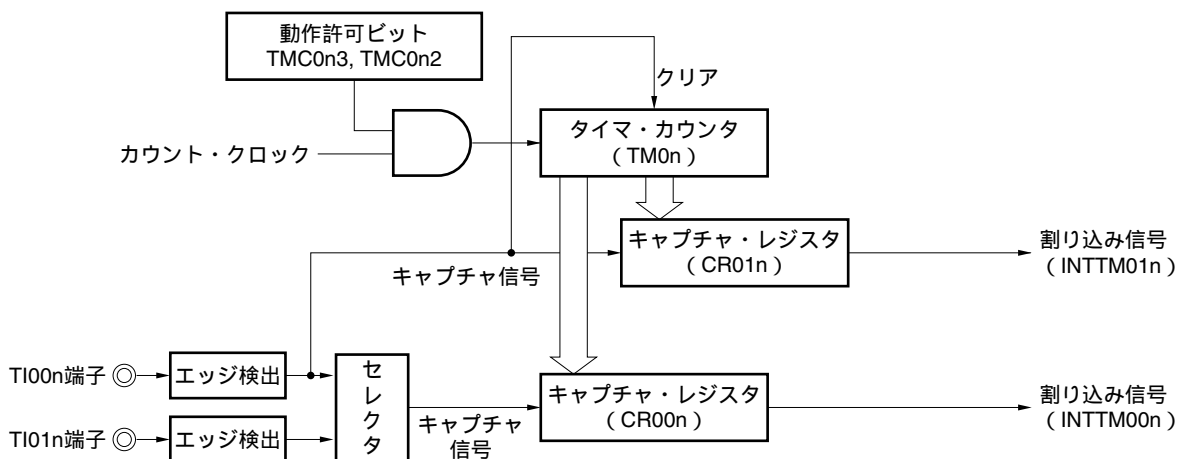 動作許可ビット
TMC0n3, TMC0n2
クリア
タイマ・カウンタ
(TM0n)
カウント・クロック
キャプチャ・レジスタ
(CR01n)
割り込み信号
(INTTM01n)
キャプチャ信号
TI00n端子
エッジ検出
セレクタ
キャプチャ・レジスタ
(CR00n)
割り込み信号
(INTTM00n)
キャプチャ
信号
TI01n端子
エッジ検出